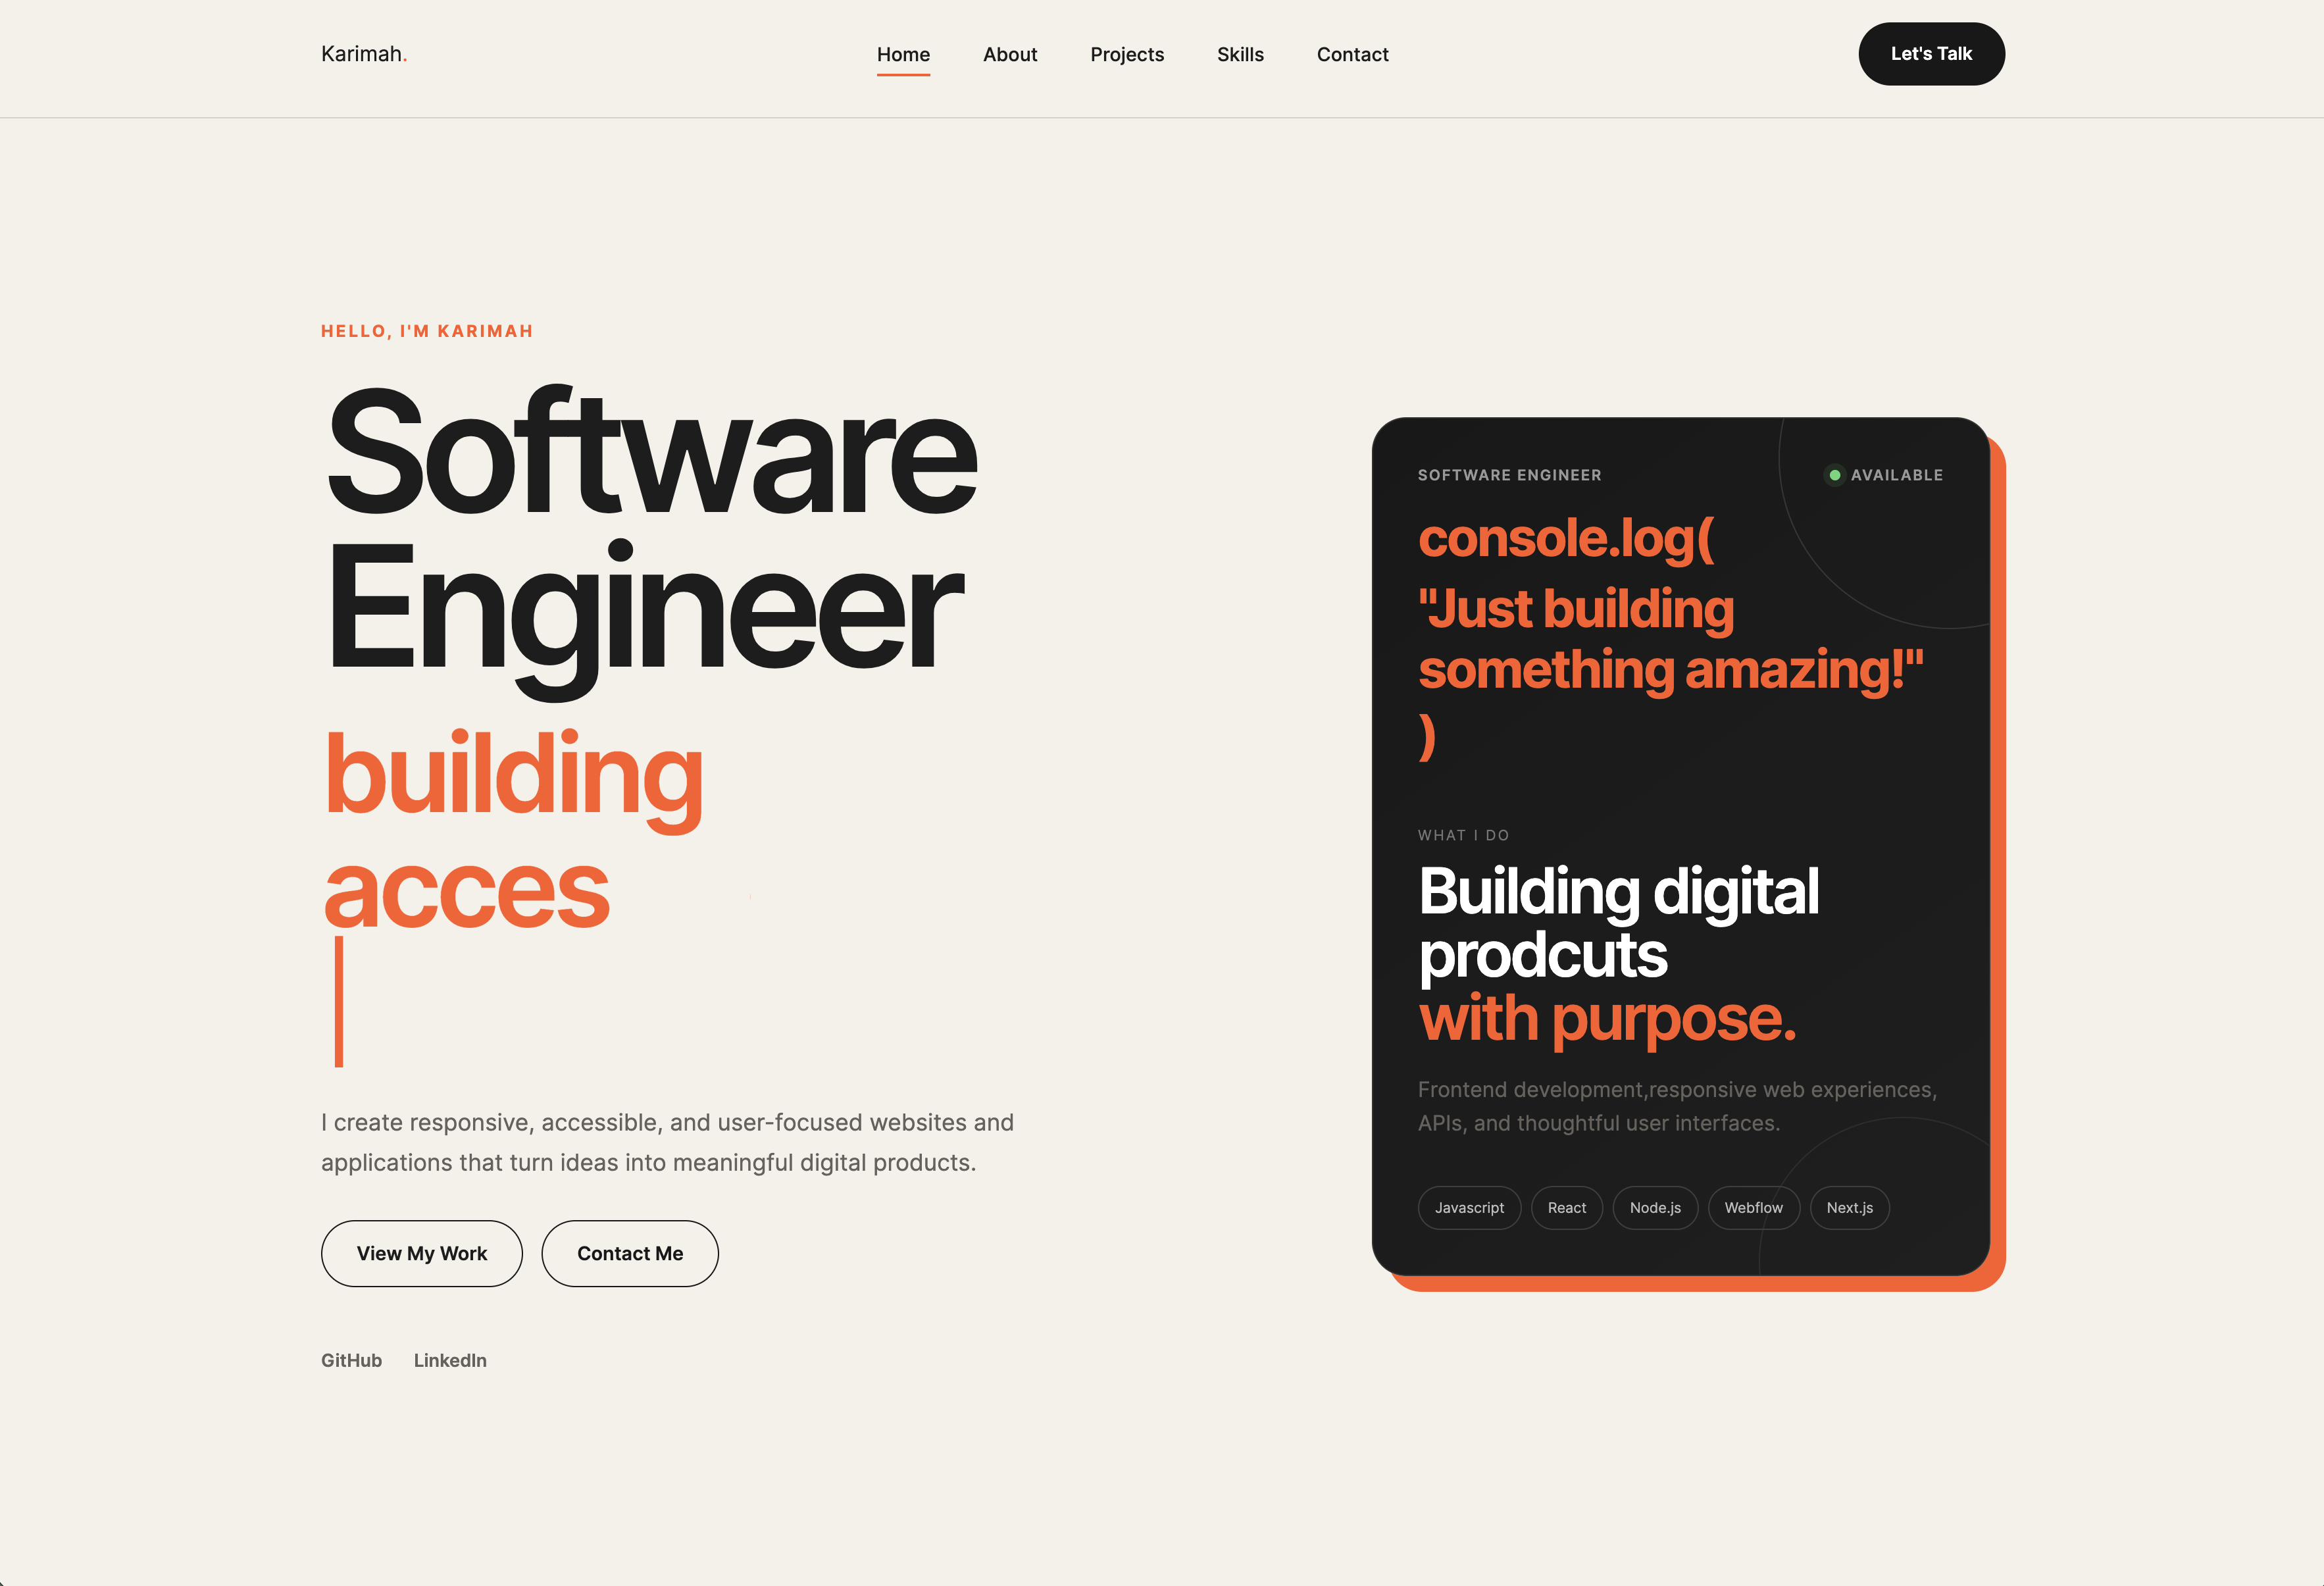 Karimah.
Home
About
Projects
Skills
Contact
Let's Talk
HELLO, I'M KARIMAH
Software
Engineer
building
acces
I create responsive, accessible, and user-focused websites and
applications that turn ideas into meaningful digital products.
View My Work
Contact Me
GitHub
LinkedIn
SOFTWARE ENGINEER
AVAILABLE
console.log(
"Just building
something amazing!"
)
WHAT I DO
Building digital
prodcuts
with purpose.
Frontend development,responsive web experiences,
APIs, and thoughtful user interfaces.
Javascript
React
Node.js
Webflow
Next.js